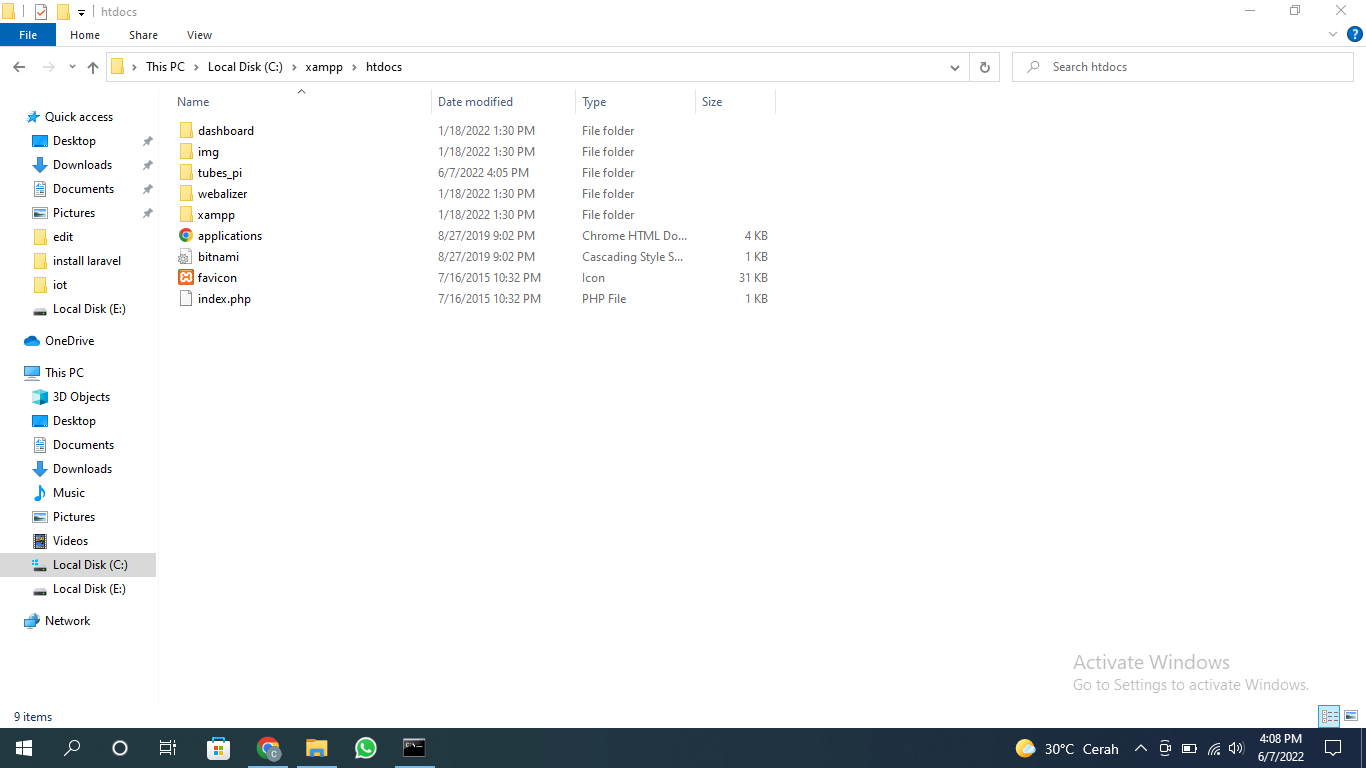 htdocs
File Home Share View
This PC Local Disk (C:) xampp htdocs Search htdocs
Name Date modified Type Size
dashboard 1/18/2022 1:30 PM File folder
img 1/18/2022 1:30 PM File folder
tubes_pi 6/7/2022 4:05 PM File folder
webalizer 1/18/2022 1:30 PM File folder
xampp 1/18/2022 1:30 PM File folder
applications 8/27/2019 9:02 PM Chrome HTML Do... 4 KB
bitnami 8/27/2019 9:02 PM Cascading Style S... 1 KB
favicon 7/16/2015 10:32 PM Icon 31 KB
index.php 7/16/2015 10:32 PM PHP File 1 KB
Quick access
Desktop
Downloads
Documents
Pictures
edit
install laravel
iot
Local Disk (E:)
OneDrive
This PC
3D Objects
Desktop
Documents
Downloads
Music
Pictures
Videos
Local Disk (C:)
Local Disk (E:)
Network
Activate Windows
Go to Settings to activate Windows.
9 items
30°C Cerah
4:08 PM
6/7/2022